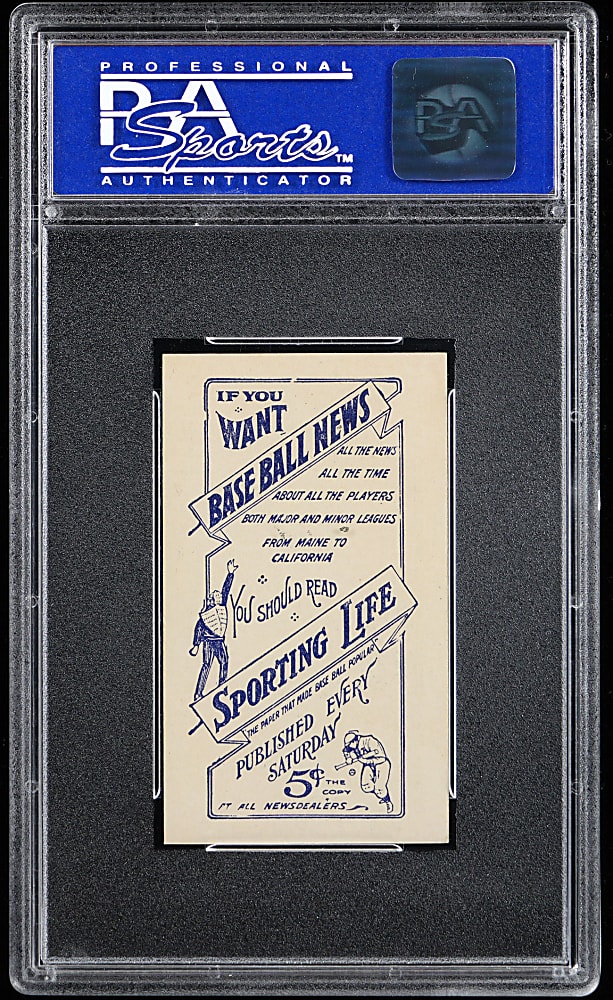 PROFESSIONAL
PSA
Sports™
AUTHENTICATOR
PSA
IF YOU
WANT
BASE BALL NEWS
ALL THE NEWS
ALL THE TIME
ABOUT ALL THE PLAYERS
BOTH MAJOR AND MINOR LEAGUES
FROM MAINE TO
CALIFORNIA
YOU SHOULD READ
SPORTING LIFE
THE PAPER THAT MADE BASE BALL POPULAR
PUBLISHED EVERY
SATURDAY
5¢ THE
COPY
AT ALL NEWSDEALERS